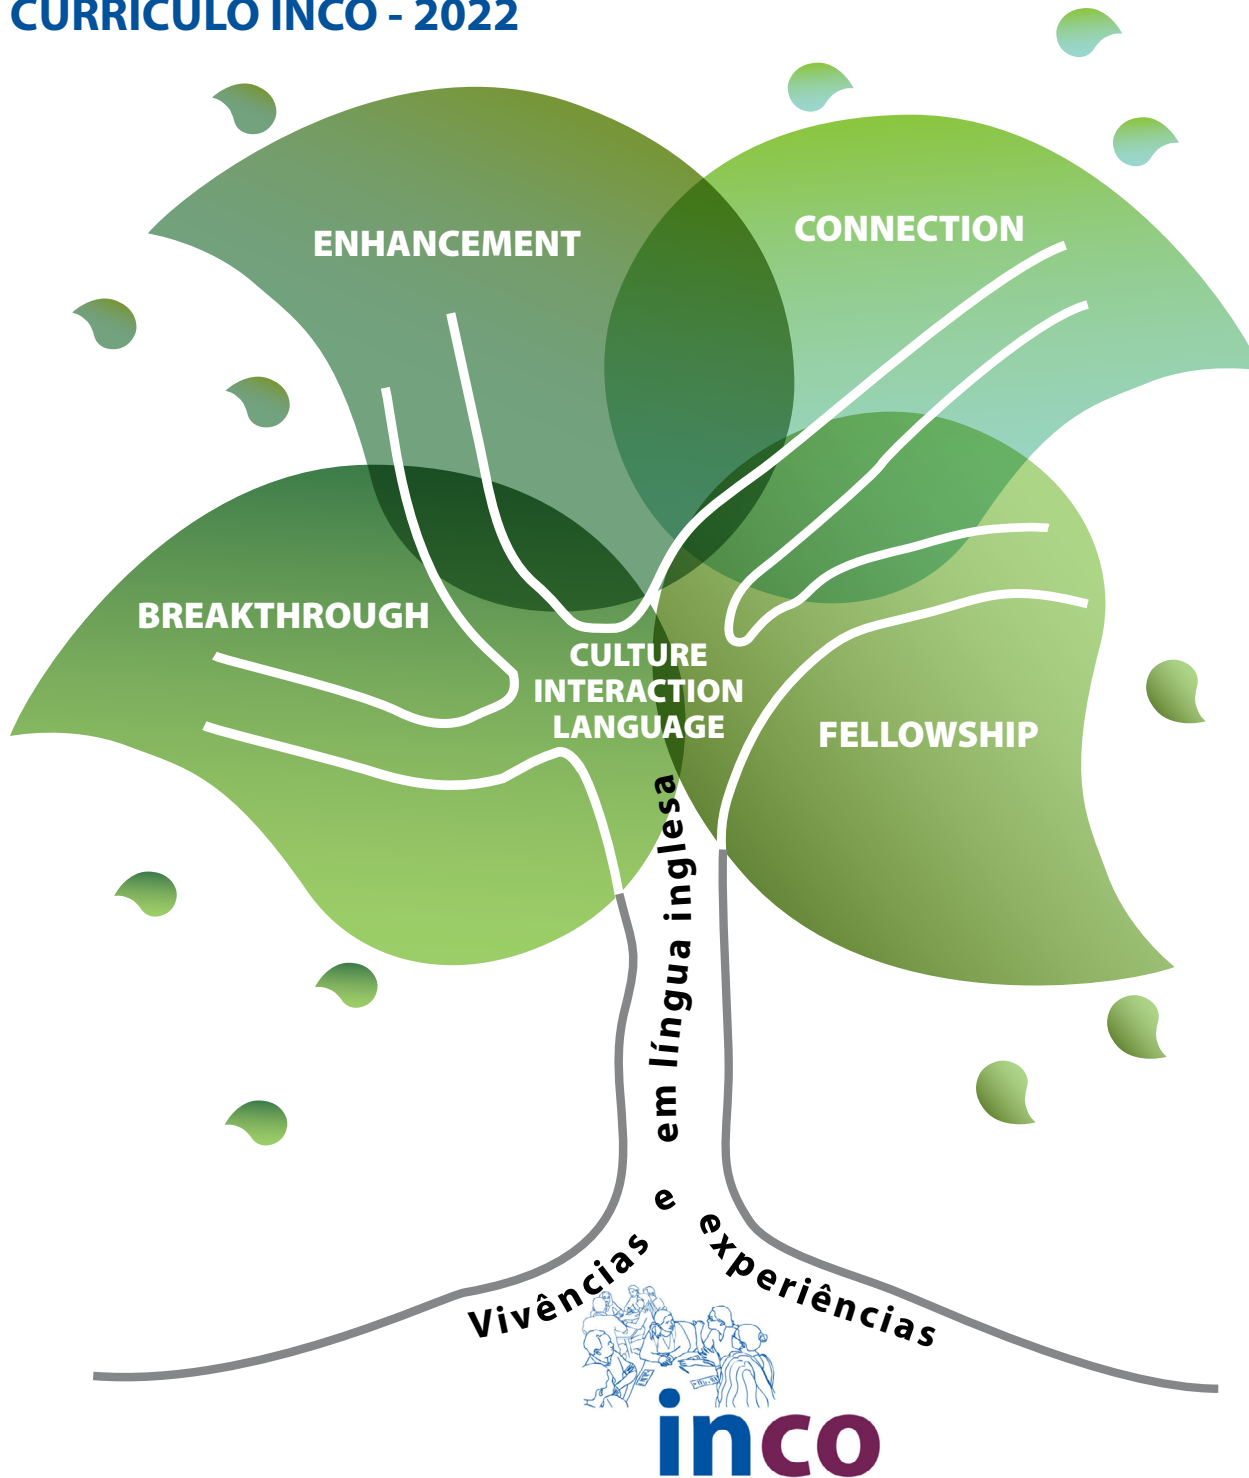 CURRÍCULO INCO - 2022
ENHANCEMENT
CONNECTION
BREAKTHROUGH
CULTURE
INTERACTION
LANGUAGE
FELLOWSHIP
Vivências e experiências
em língua inglesa
inco